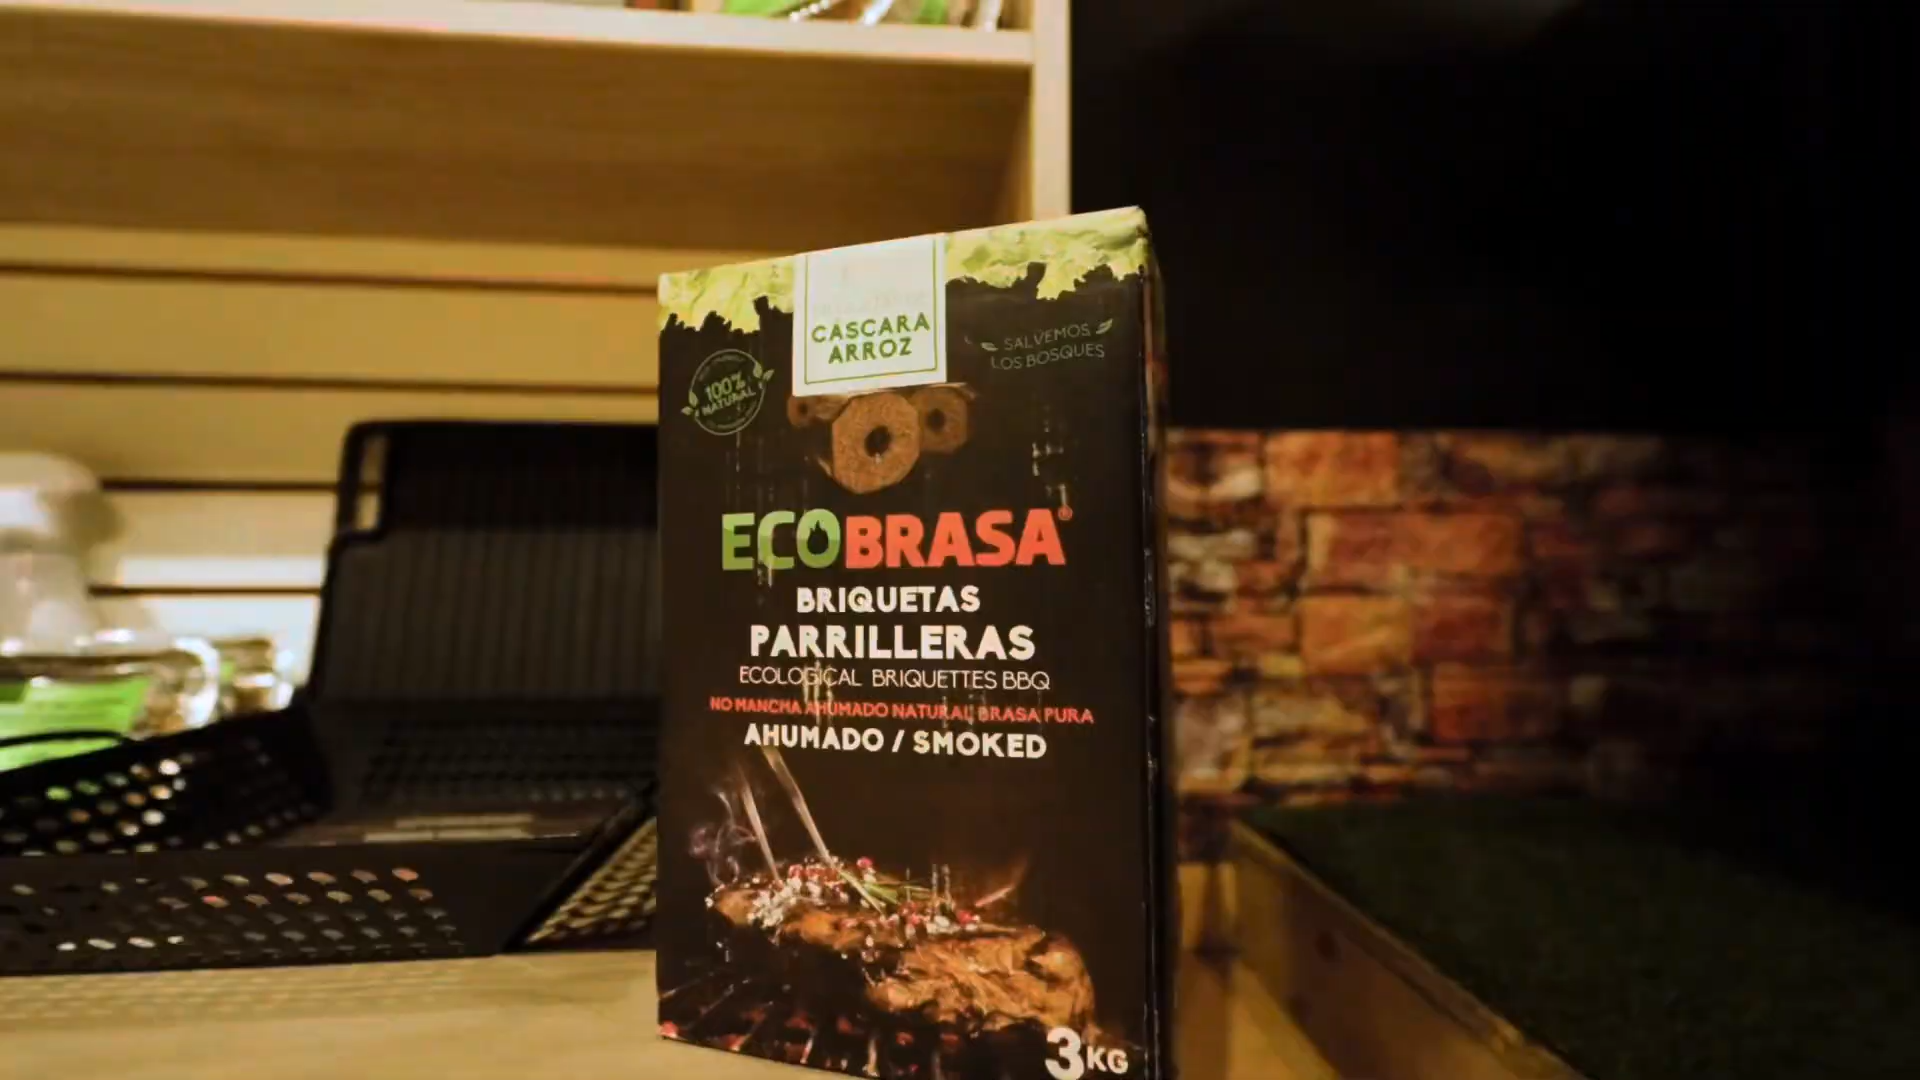 CÁSCARA
ARROZ
SALVEMOS
LOS BOSQUES
100%
NATURAL
ECOBRASA®
BRIQUETAS
PARRILLERAS
ECOLOGICAL BRIQUETTES BBQ
NO MANCHA AHUMADO NATURAL BRASA PURA
AHUMADO / SMOKED
3KG